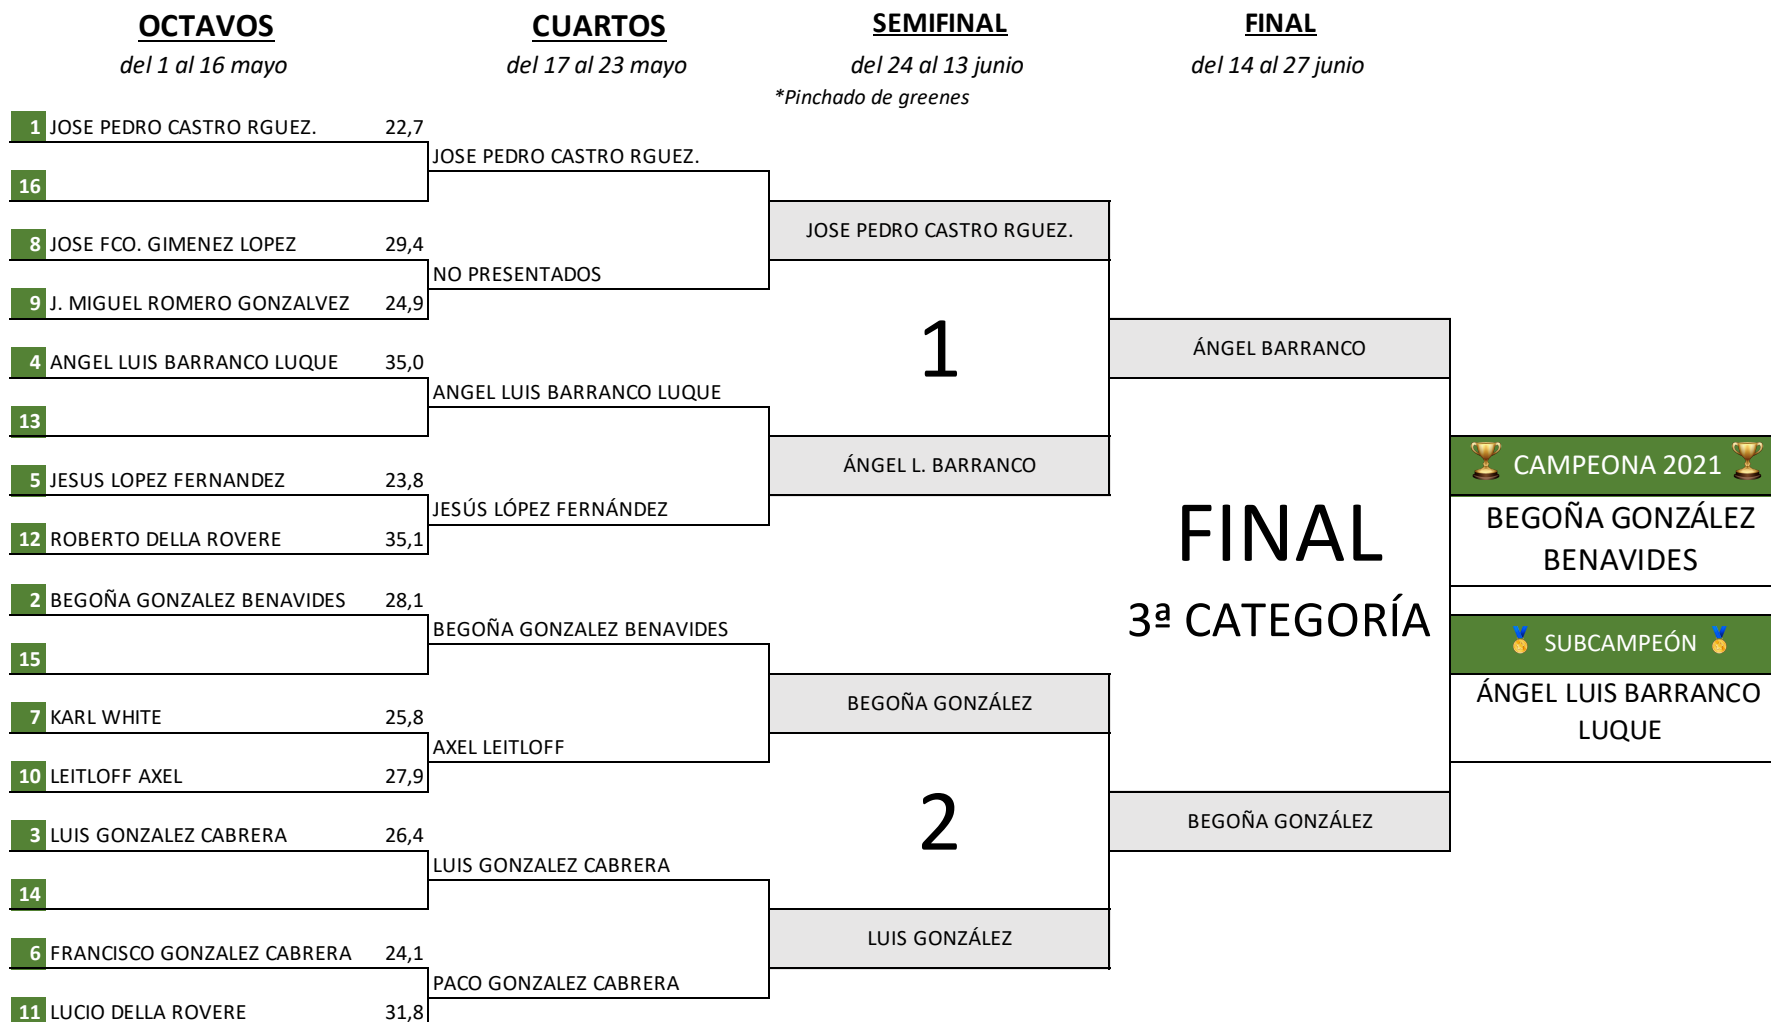 OCTAVOS
del 1 al 16 mayo
CUARTOS
del 17 al 23 mayo
SEMIFINAL
del 24 al 13 junio
*Pinchado de greenes
FINAL
del 14 al 27 junio
1 JOSE PEDRO CASTRO RGUEZ. 22,7
16
8 JOSE FCO. GIMENEZ LOPEZ 29,4
9 J. MIGUEL ROMERO GONZALVEZ 24,9
4 ANGEL LUIS BARRANCO LUQUE 35,0
13
5 JESUS LOPEZ FERNANDEZ 23,8
12 ROBERTO DELLA ROVERE 35,1
2 BEGOÑA GONZALEZ BENAVIDES 28,1
15
7 KARL WHITE 25,8
10 LEITLOFF AXEL 27,9
3 LUIS GONZALEZ CABRERA 26,4
14
6 FRANCISCO GONZALEZ CABRERA 24,1
11 LUCIO DELLA ROVERE 31,8
JOSE PEDRO CASTRO RGUEZ.
NO PRESENTADOS
ANGEL LUIS BARRANCO LUQUE
JESÚS LÓPEZ FERNÁNDEZ
BEGOÑA GONZALEZ BENAVIDES
AXEL LEITLOFF
LUIS GONZALEZ CABRERA
PACO GONZALEZ CABRERA
JOSE PEDRO CASTRO RGUEZ.
1
ÁNGEL L. BARRANCO
BEGOÑA GONZÁLEZ
2
LUIS GONZÁLEZ
ÁNGEL BARRANCO
FINAL
3ª CATEGORÍA
BEGOÑA GONZÁLEZ
CAMPEONA 2021
BEGOÑA GONZÁLEZ
BENAVIDES
SUBCAMPEÓN
ÁNGEL LUIS BARRANCO
LUQUE